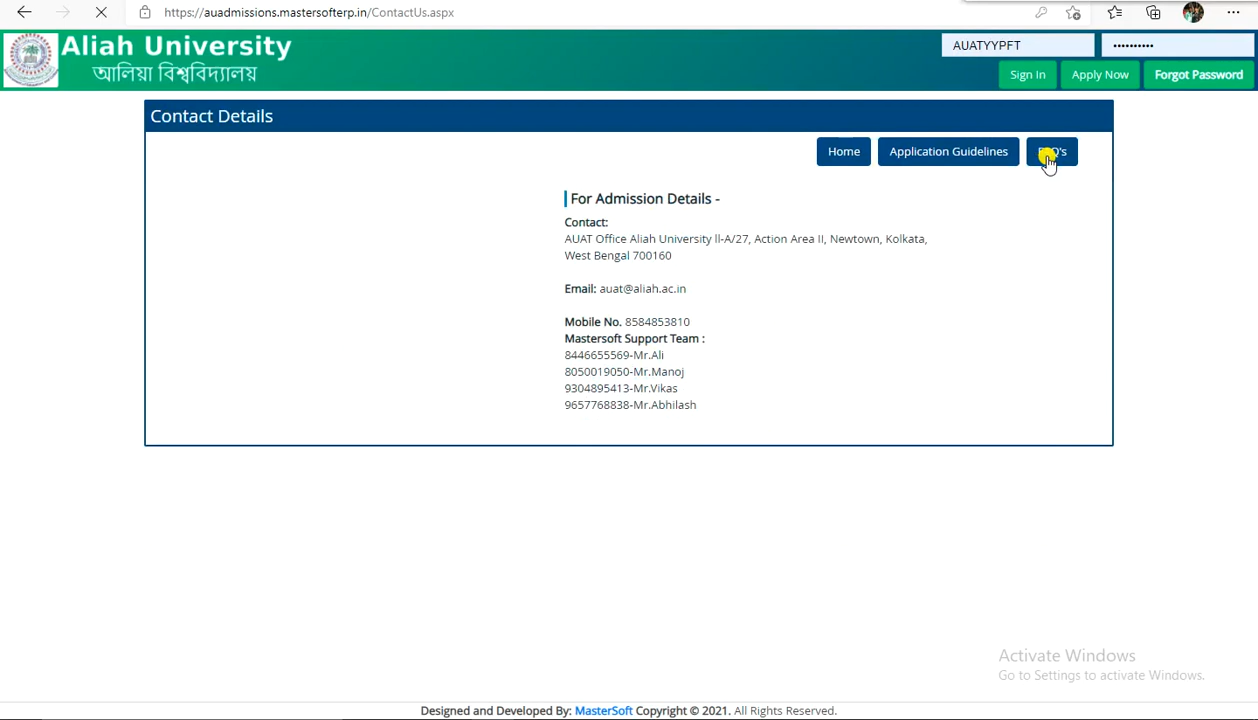 https://auadmissions.mastersofterp.in/ContactUs.aspx
Aliah University
আলিয়া বিশ্ববিদ্যালয়
AUATYYPFT
••••••••••
Sign In
Apply Now
Forgot Password
Contact Details
Home
Application Guidelines
For Admission Details -
Contact:
AUAT Office Aliah University ll-A/27, Action Area II, Newtown, Kolkata,
West Bengal 700160
Email: auat@aliah.ac.in
Mobile No. 8584853810
Mastersoft Support Team :
8446655569-Mr.Ali
8050019050-Mr.Manoj
9304895413-Mr.Vikas
9657768838-Mr.Abhilash
Activate Windows
Go to Settings to activate Windows.
Designed and Developed By: MasterSoft Copyright © 2021. All Rights Reserved.